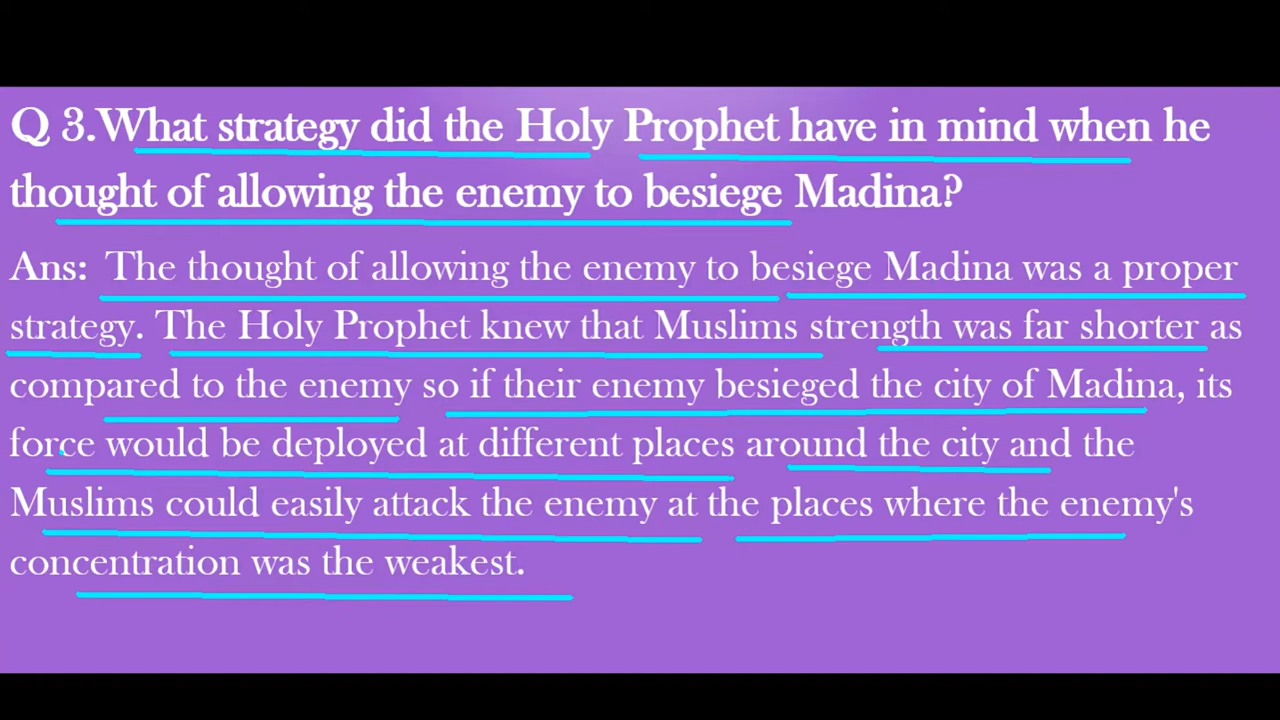 Q 3.What strategy did the Holy Prophet have in mind when he
thought of allowing the enemy to besiege Madina?
Ans: The thought of allowing the enemy to besiege Madina was a proper
strategy. The Holy Prophet knew that Muslims strength was far shorter as
compared to the enemy so if their enemy besieged the city of Madina, its
force would be deployed at different places around the city and the
Muslims could easily attack the enemy at the places where the enemy's
concentration was the weakest.